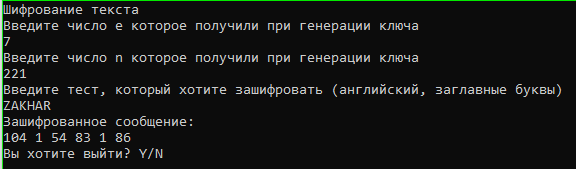 Шифрование текста
Введите число e которое получили при генерации ключа
7
Введите число n которое получили при генерации ключа
221
Введите тест, который хотите зашифровать (английский, заглавные буквы)
ZAKHAR
Зашифрованное сообщение:
104 1 54 83 1 86
Вы хотите выйти? Y/N